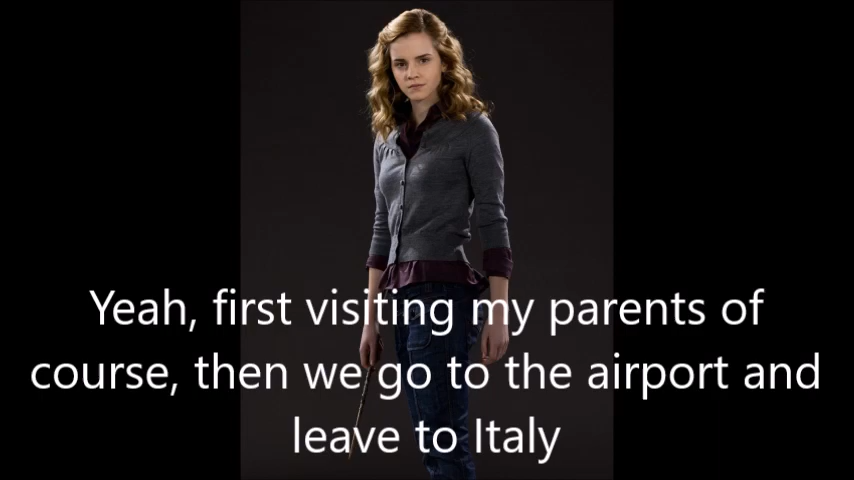 Yeah, first visiting my parents of
course, then we go to the airport and
leave to Italy